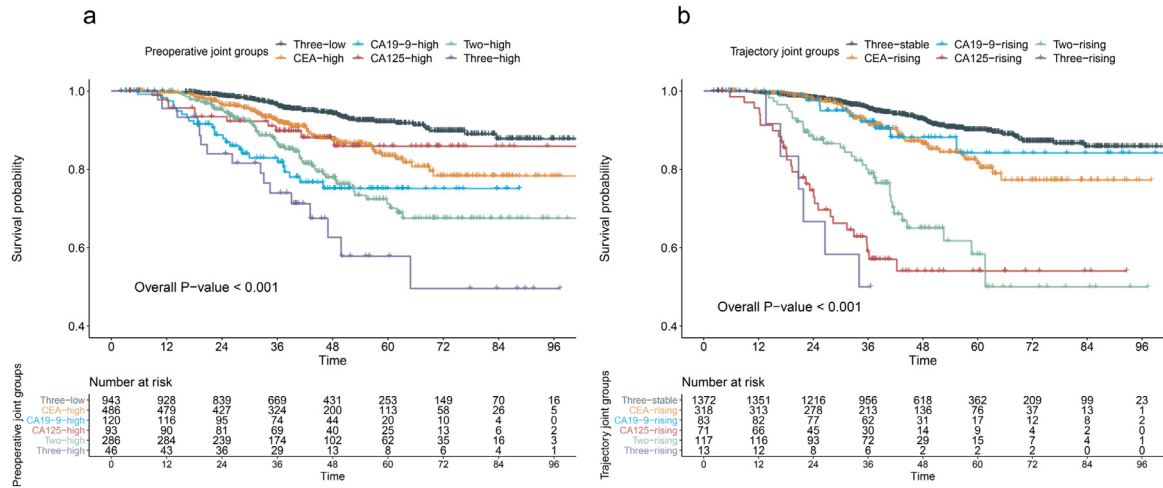 a
Preoperative joint groups
Three-low CA19-9-high Two-high
CEA-high CA125-high Three-high
Survival probability
1.0
0.8
0.6
0.4
Overall P-value < 0.001
0 12 24 36 48 60 72 84 96
Time
Number at risk
Preoperative joint groups
Three-low 943 928 839 669 431 253 149 70 16
CEA-high 486 479 427 324 200 113 58 26 5
CA19-9-high 120 116 95 74 44 20 10 4 0
CA125-high 93 90 81 69 40 25 13 6 2
Two-high 286 284 239 174 102 62 35 16 3
Three-high 46 43 36 29 13 8 6 4 1
0 12 24 36 48 60 72 84 96
Time
b
Trajectory joint groups
Three-stable CA19-9-rising Two-rising
CEA-rising CA125-rising Three-rising
Survival probability
1.0
0.8
0.6
0.4
Overall P-value < 0.001
0 12 24 36 48 60 72 84 96
Time
Number at risk
Trajectory joint groups
Three-stable 1372 1351 1216 956 618 362 209 99 23
CEA-rising 318 313 278 213 136 76 37 13 1
CA19-9-rising 83 82 77 62 31 17 12 8 2
CA125-rising 71 66 45 30 14 9 4 2 0
Two-rising 117 116 93 72 29 15 7 4 1
Three-rising 13 12 8 6 2 2 2 0 0
0 12 24 36 48 60 72 84 96
Time